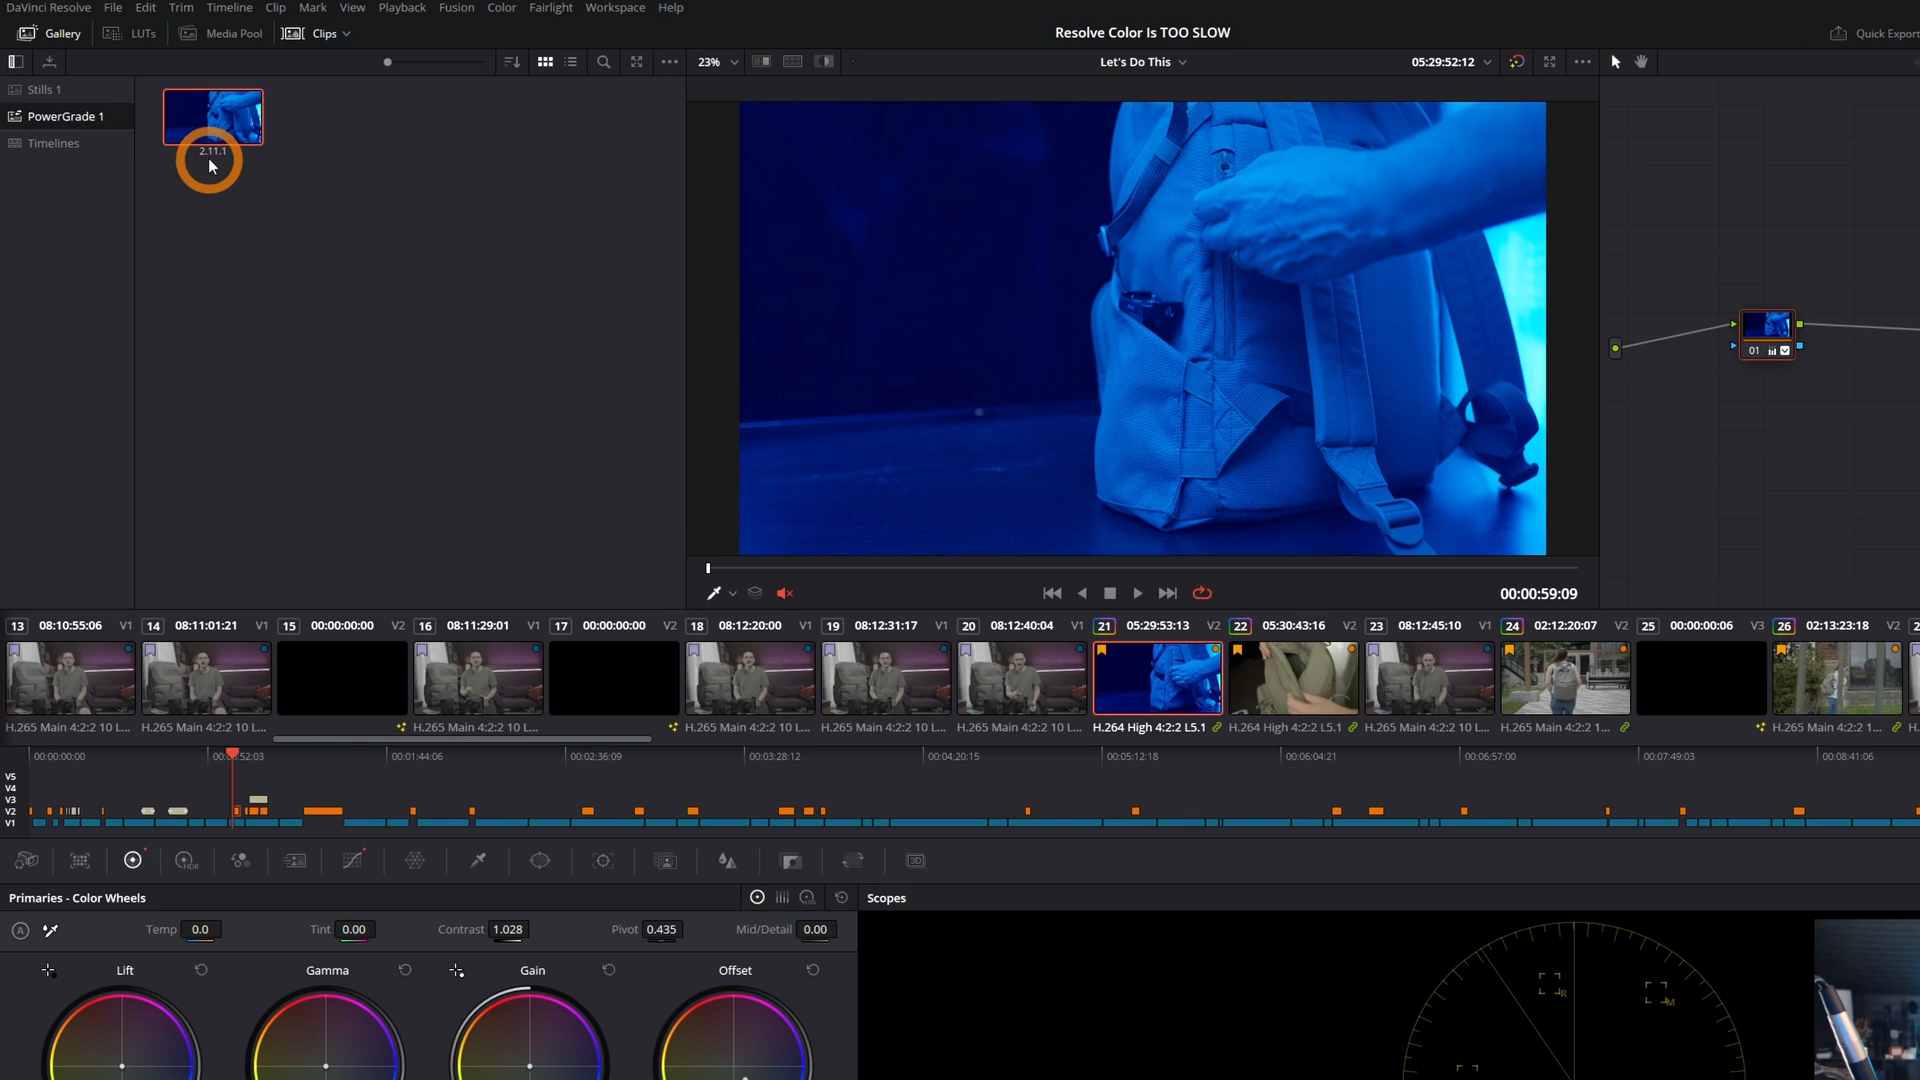 DaVinci Resolve File Edit Trim Timeline Clip Mark View Playback Fusion Color Fairlight Workspace Help
Gallery LUTs Media Pool Clips Resolve Color Is TOO SLOW Quick Export
23% Let's Do This 05:29:52:12
Stills 1
PowerGrade 1
Timelines
2.11.1
01
00:00:59:09
13 08:10:55:06 V1 14 08:11:01:21 V1 15 00:00:00:00 V2 16 08:11:29:01 V1 17 00:00:00:00 V2 18 08:12:20:00 V1 19 08:12:31:17 V1 20 08:12:40:04 V1 21 05:29:53:13 V2 22 05:30:43:16 V2 23 08:12:45:10 V1 24 02:12:20:07 V2 25 00:00:00:06 V3 26 02:13:23:18 V2 2
H.265 Main 4:2:2 10 L... H.265 Main 4:2:2 10 L... H.265 Main 4:2:2 10 L... H.265 Main 4:2:2 10 L... H.265 Main 4:2:2 10 L... H.265 Main 4:2:2 10 L... H.264 High 4:2:2 L5.1 H.264 High 4:2:2 L5.1 H.265 Main 4:2:2 10 L... H.265 Main 4:2:2 1... H.265 Main 4:2:2 1... H
00:00:00:00 00:00:52:03 00:01:44:06 00:02:36:09 00:03:28:12 00:04:20:15 00:05:12:18 00:06:04:21 00:06:57:00 00:07:49:03 00:08:41:06
V5
V4
V3
V2
V1
HDR 3D
Primaries - Color Wheels Scopes
A Temp 0.0 Tint 0.00 Contrast 1.028 Pivot 0.435 Mid/Detail 0.00
Lift Gamma Gain Offset
R M